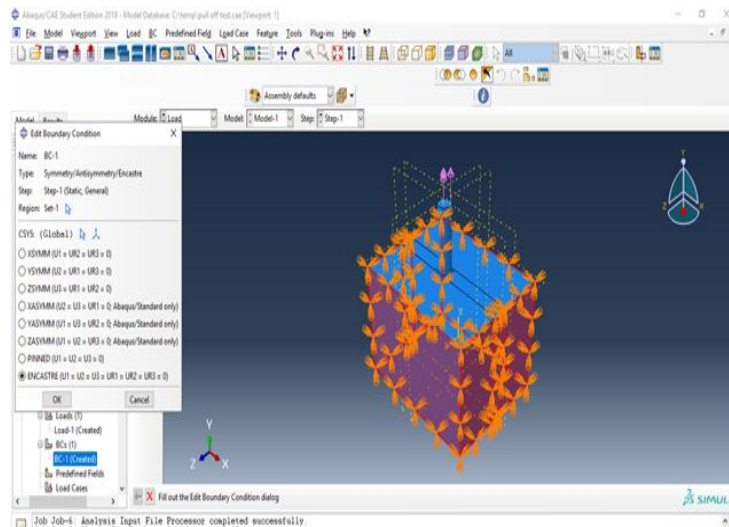 Abaqus/CAE Student Edition 2019 - Model Database: C:\temp\pull off test.cae [Viewport: 1]
File Model Viewport View Load BC Predefined Field Load Case Feature Tools Plug-ins Help
All
Assembly defaults
Model Results Module: Load Model: Model-1 Step: Step-1
Edit Boundary Condition
Name: BC-1
Type: Symmetry/Antisymmetry/Encastre
Step: Step-1 (Static, General)
Region: Set-1
CSYS: (Global)
XSYMM (U1 = UR2 = UR3 = 0)
YSYMM (U2 = UR1 = UR3 = 0)
ZSYMM (U3 = UR1 = UR2 = 0)
XASYMM (U2 = U3 = UR1 = 0; Abaqus/Standard only)
YASYMM (U1 = U3 = UR2 = 0; Abaqus/Standard only)
ZASYMM (U1 = U2 = UR3 = 0; Abaqus/Standard only)
PINNED (U1 = U2 = U3 = 0)
ENCASTRE (U1 = U2 = U3 = UR1 = UR2 = UR3 = 0)
OK Cancel
Loads (1)
Load-1 (Created)
BCs (1)
BC-1 (Created)
Predefined Fields
Load Cases
Y
Z X
Y
Z X
Y
Fill out the Edit Boundary Condition dialog
SIMUL
Job Job-6: Analysis Input File Processor completed successfully.